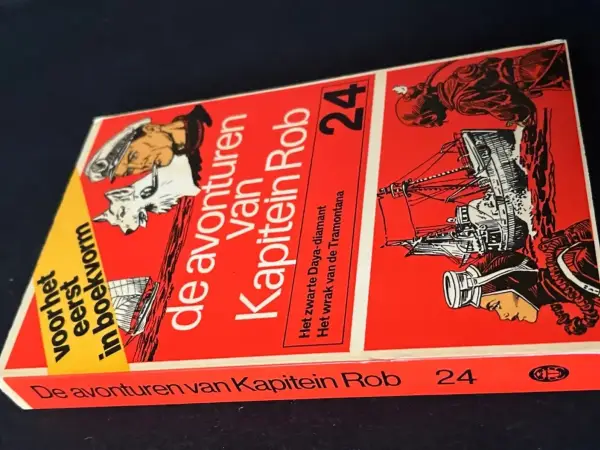 voor het
eerst
in boekvorm
de avonturen
van
Kapitein Rob
24
Het zwarte Daya-diamant
Het wrak van de Tramontana
De avonturen van Kapitein Rob 24